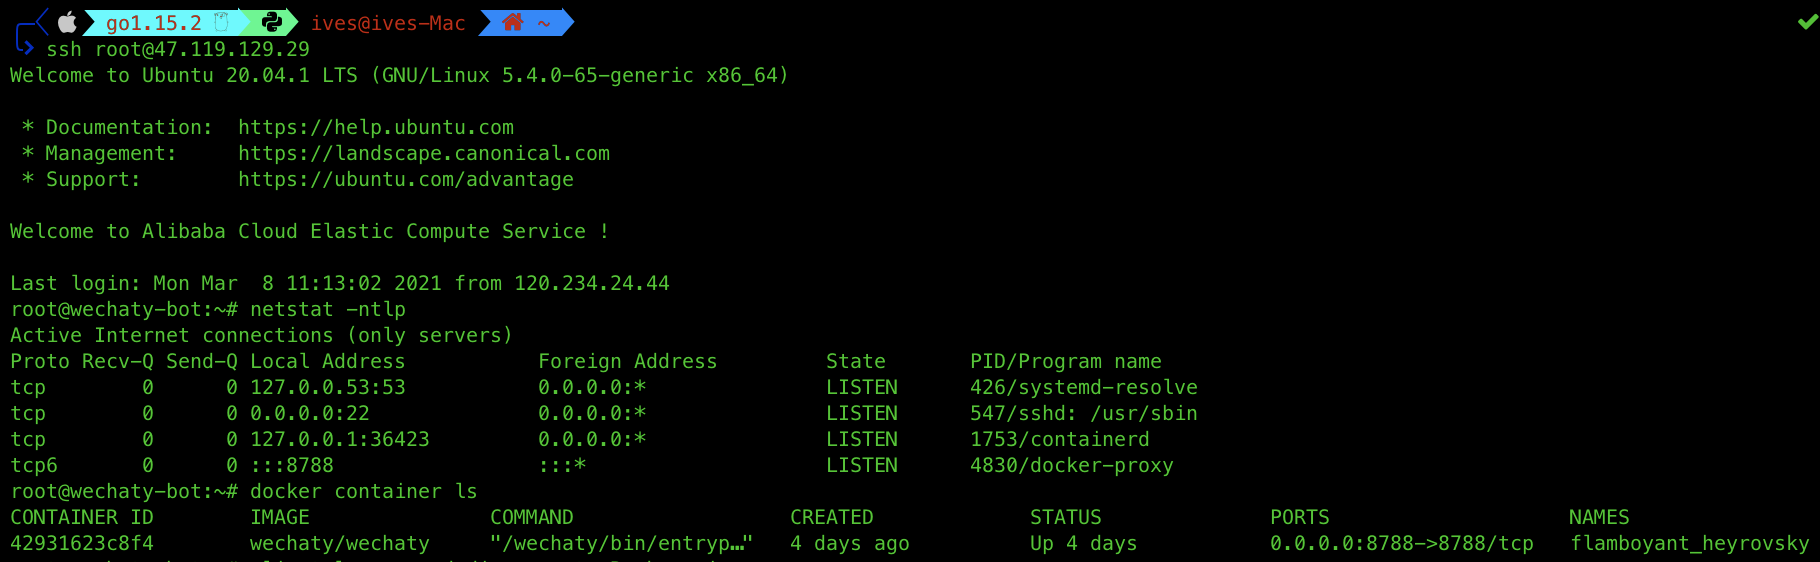 go1.15.2 ives@ives-Mac ~
ssh root@47.119.129.29
Welcome to Ubuntu 20.04.1 LTS (GNU/Linux 5.4.0-65-generic x86_64)
* Documentation:  https://help.ubuntu.com
* Management:     https://landscape.canonical.com
* Support:        https://ubuntu.com/advantage
Welcome to Alibaba Cloud Elastic Compute Service !
Last login: Mon Mar  8 11:13:02 2021 from 120.234.24.44
root@wechaty-bot:~# netstat -ntlp
Active Internet connections (only servers)
Proto Recv-Q Send-Q Local Address           Foreign Address         State       PID/Program name
tcp        0      0 127.0.0.53:53           0.0.0.0:*               LISTEN      426/systemd-resolve
tcp        0      0 0.0.0.0:22              0.0.0.0:*               LISTEN      547/sshd: /usr/sbin
tcp        0      0 127.0.0.1:36423         0.0.0.0:*               LISTEN      1753/containerd
tcp6       0      0 :::8788                 :::*                    LISTEN      4830/docker-proxy
root@wechaty-bot:~# docker container ls
CONTAINER ID        IMAGE               COMMAND                  CREATED             STATUS              PORTS                    NAMES
42931623c8f4        wechaty/wechaty     "/wechaty/bin/entryp…"   4 days ago          Up 4 days           0.0.0.0:8788->8788/tcp   flamboyant_heyrovsky